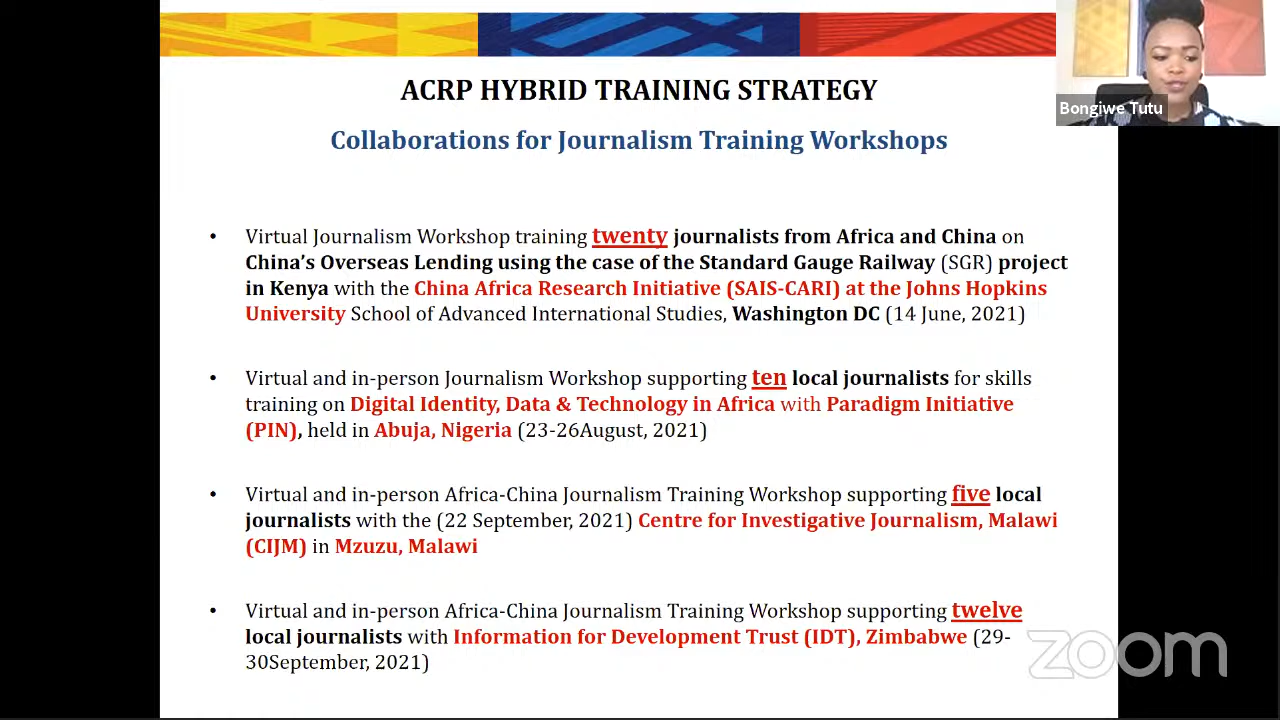 ACRP HYBRID TRAINING STRATEGY
Collaborations for Journalism Training Workshops
Bongiwe Tutu
• Virtual Journalism Workshop training twenty journalists from Africa and China on
China’s Overseas Lending using the case of the Standard Gauge Railway (SGR) project
in Kenya with the China Africa Research Initiative (SAIS-CARI) at the Johns Hopkins
University School of Advanced International Studies, Washington DC (14 June, 2021)
• Virtual and in-person Journalism Workshop supporting ten local journalists for skills
training on Digital Identity, Data & Technology in Africa with Paradigm Initiative
(PIN), held in Abuja, Nigeria (23-26August, 2021)
• Virtual and in-person Africa-China Journalism Training Workshop supporting five local
journalists with the (22 September, 2021) Centre for Investigative Journalism, Malawi
(CIJM) in Mzuzu, Malawi
• Virtual and in-person Africa-China Journalism Training Workshop supporting twelve
local journalists with Information for Development Trust (IDT), Zimbabwe (29-
30September, 2021)
zoom